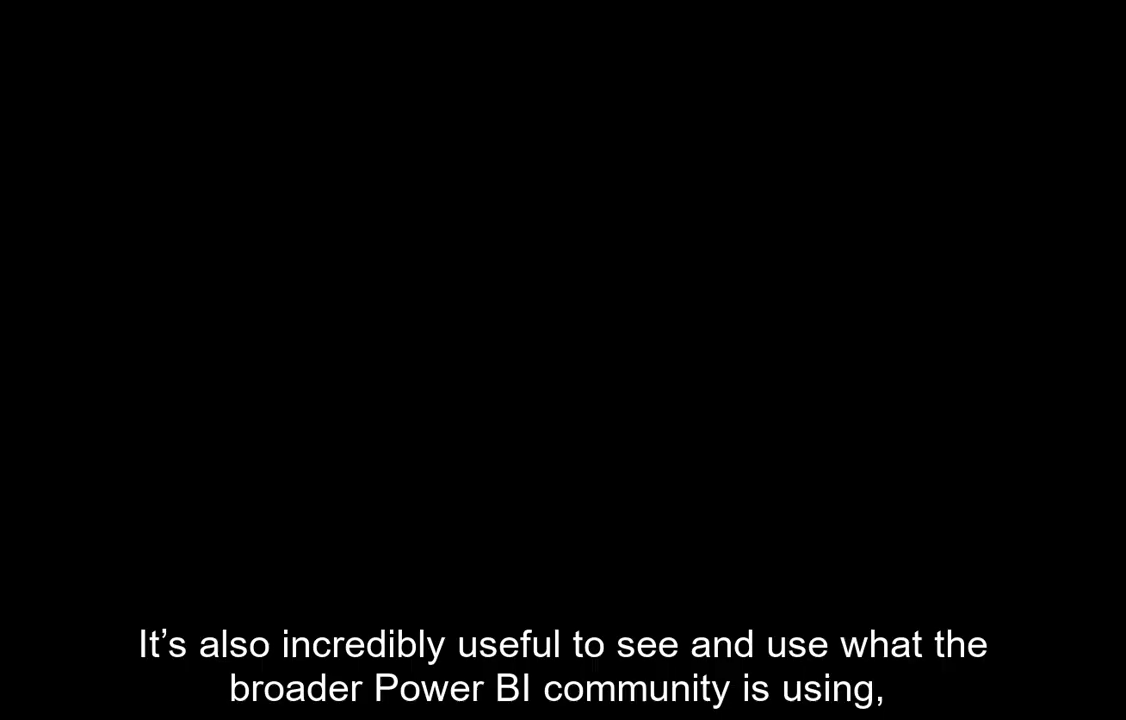 It’s also incredibly useful to see and use what the
broader Power BI community is using,